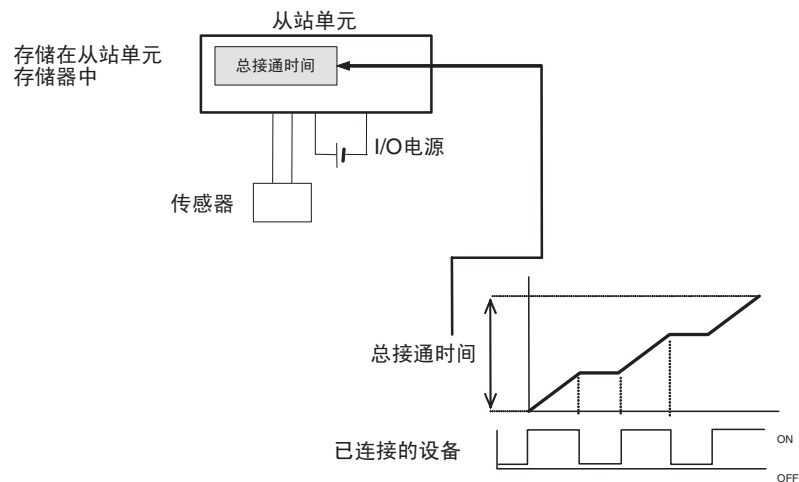 从站单元
存储在从站单元
存储器中
总接通时间
I/O电源
传感器
总接通时间
已连接的设备
ON
OFF